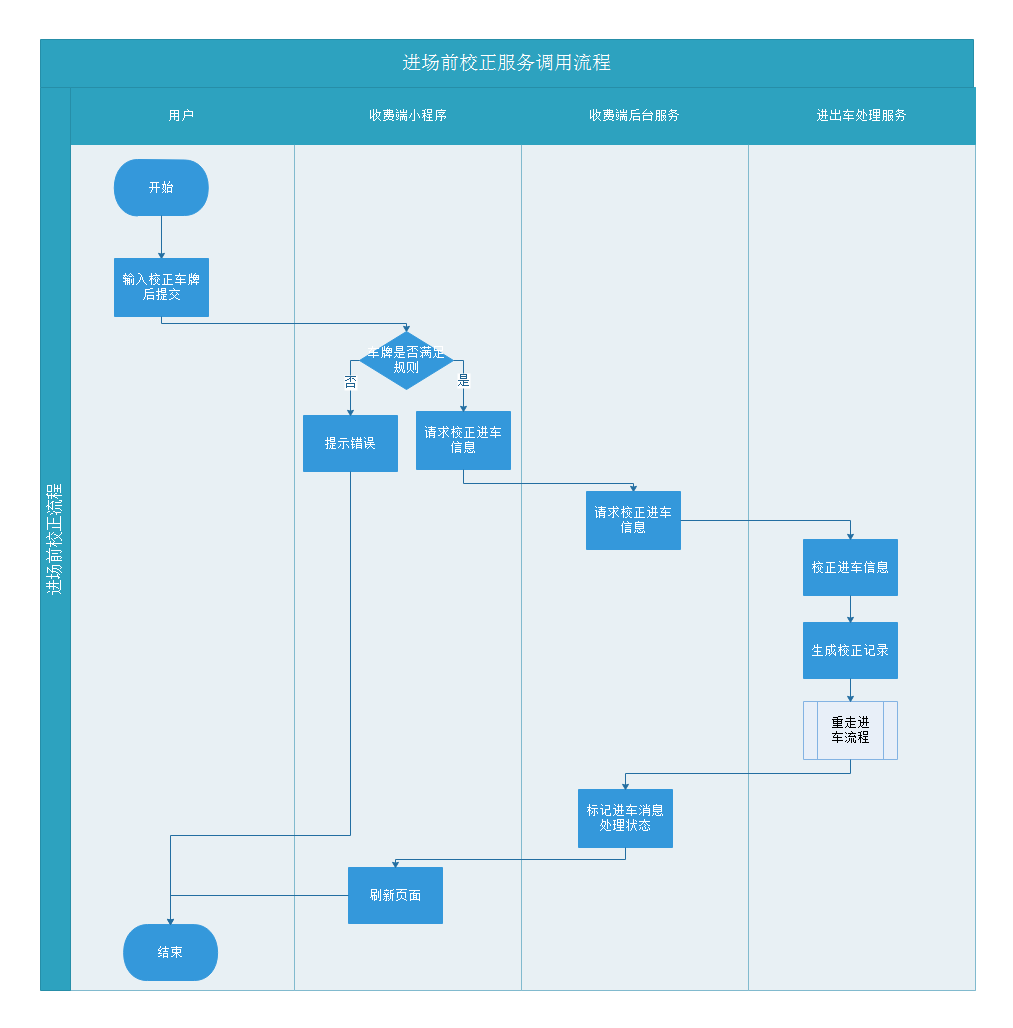 进场前校正服务调用流程
用户
收费端小程序
收费端后台服务
进出车处理服务
进场前校正流程
开始
输入校正车牌
后提交
车牌是否满足
规则
否
是
提示错误
请求校正进车
信息
请求校正进车
信息
校正进车信息
生成校正记录
重走进
车流程
标记进车消息
处理状态
刷新页面
结束